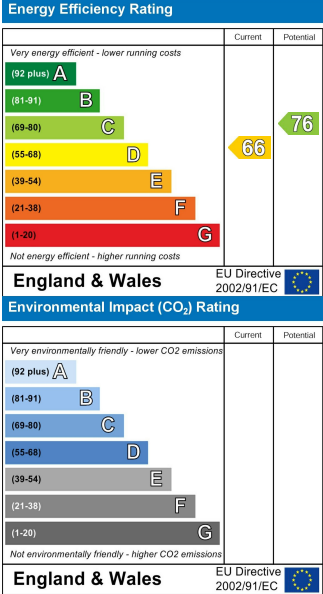 Energy Efficiency Rating
Current Potential
Very energy efficient - lower running costs
(92 plus) A
(81-91) B
(69-80) C
(55-68) D
(39-54) E
(21-38) F
(1-20) G
66
76
Not energy efficient - higher running costs
England & Wales
EU Directive
2002/91/EC
Environmental Impact (CO₂) Rating
Current Potential
Very environmentally friendly - lower CO2 emissions
(92 plus) A
(81-91) B
(69-80) C
(55-68) D
(39-54) E
(21-38) F
(1-20) G
Not environmentally friendly - higher CO2 emissions
England & Wales
EU Directive
2002/91/EC